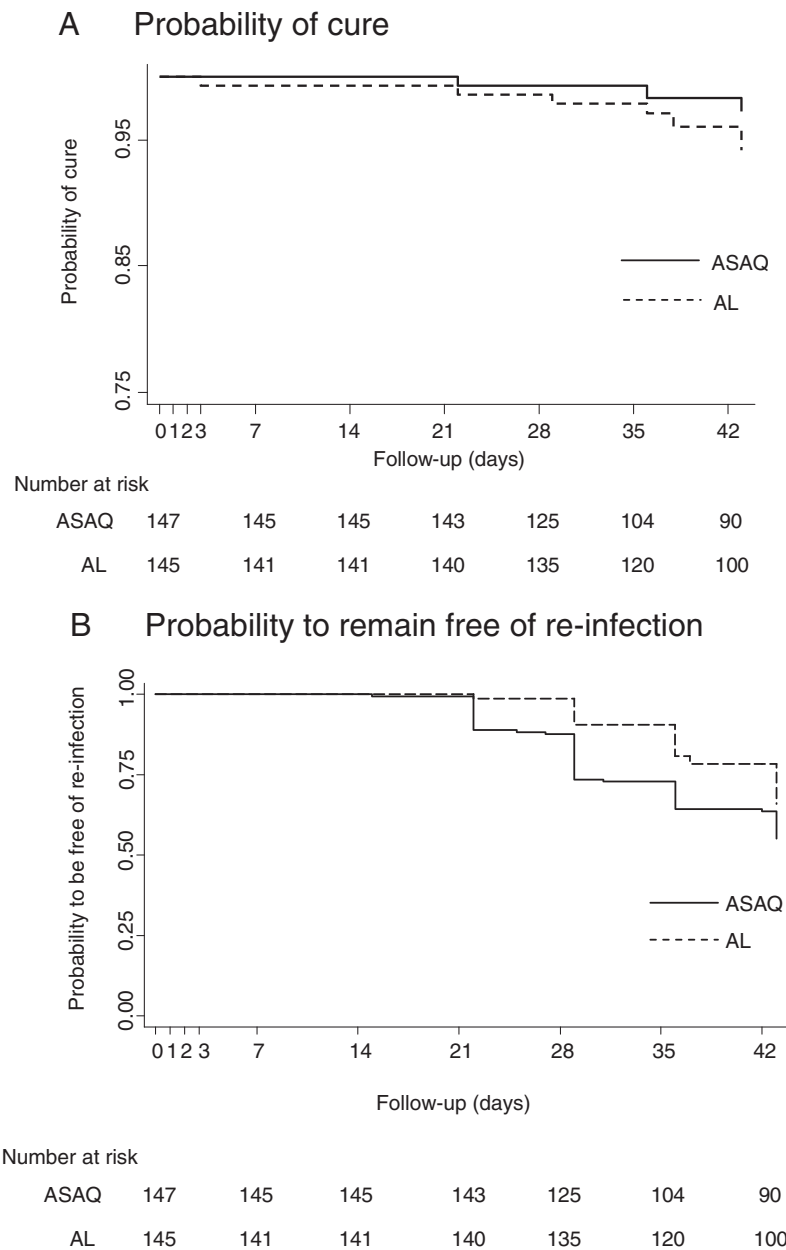 A Probability of cure
Probability of cure
0.95
0.85
0.75
ASAQ
AL
0 1 2 3 7 14 21 28 35 42
Follow-up (days)
Number at risk
ASAQ 147 145 145 143 125 104 90
AL 145 141 141 140 135 120 100
B Probability to remain free of re-infection
Probability to be free of re-infection
1.00
0.75
0.50
0.25
0.00
ASAQ
AL
0 1 2 3 7 14 21 28 35 42
Follow-up (days)
Number at risk
ASAQ 147 145 145 143 125 104 90
AL 145 141 141 140 135 120 100